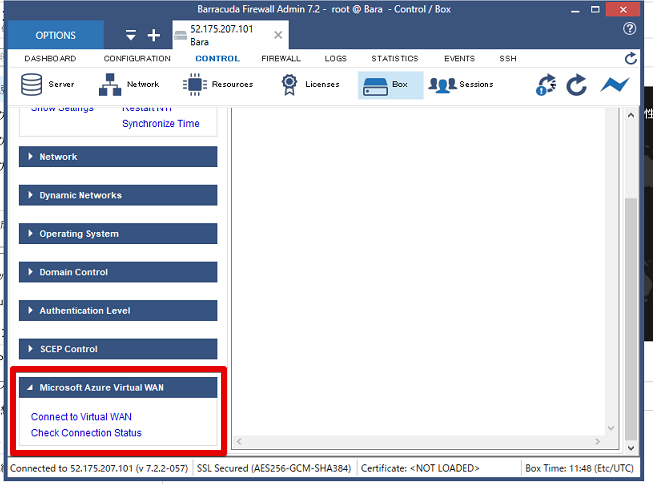 Barracuda Firewall Admin 7.2 - root @ Bara - Control / Box
OPTIONS
52.175.207.101
Bara
DASHBOARD CONFIGURATION CONTROL FIREWALL LOGS STATISTICS EVENTS SSH
Server Network Resources Licenses Box Sessions
1
Show Settings Restart NTP
Synchronize Time
Network
Dynamic Networks
Operating System
Domain Control
Authentication Level
SCEP Control
Microsoft Azure Virtual WAN
Connect to Virtual WAN
Check Connection Status
Connected to 52.175.207.101 (v 7.2.2-057) SSL Secured (AES256-GCM-SHA384) Certificate: <NOT LOADED> Box Time: 11:48 (Etc/UTC)
性